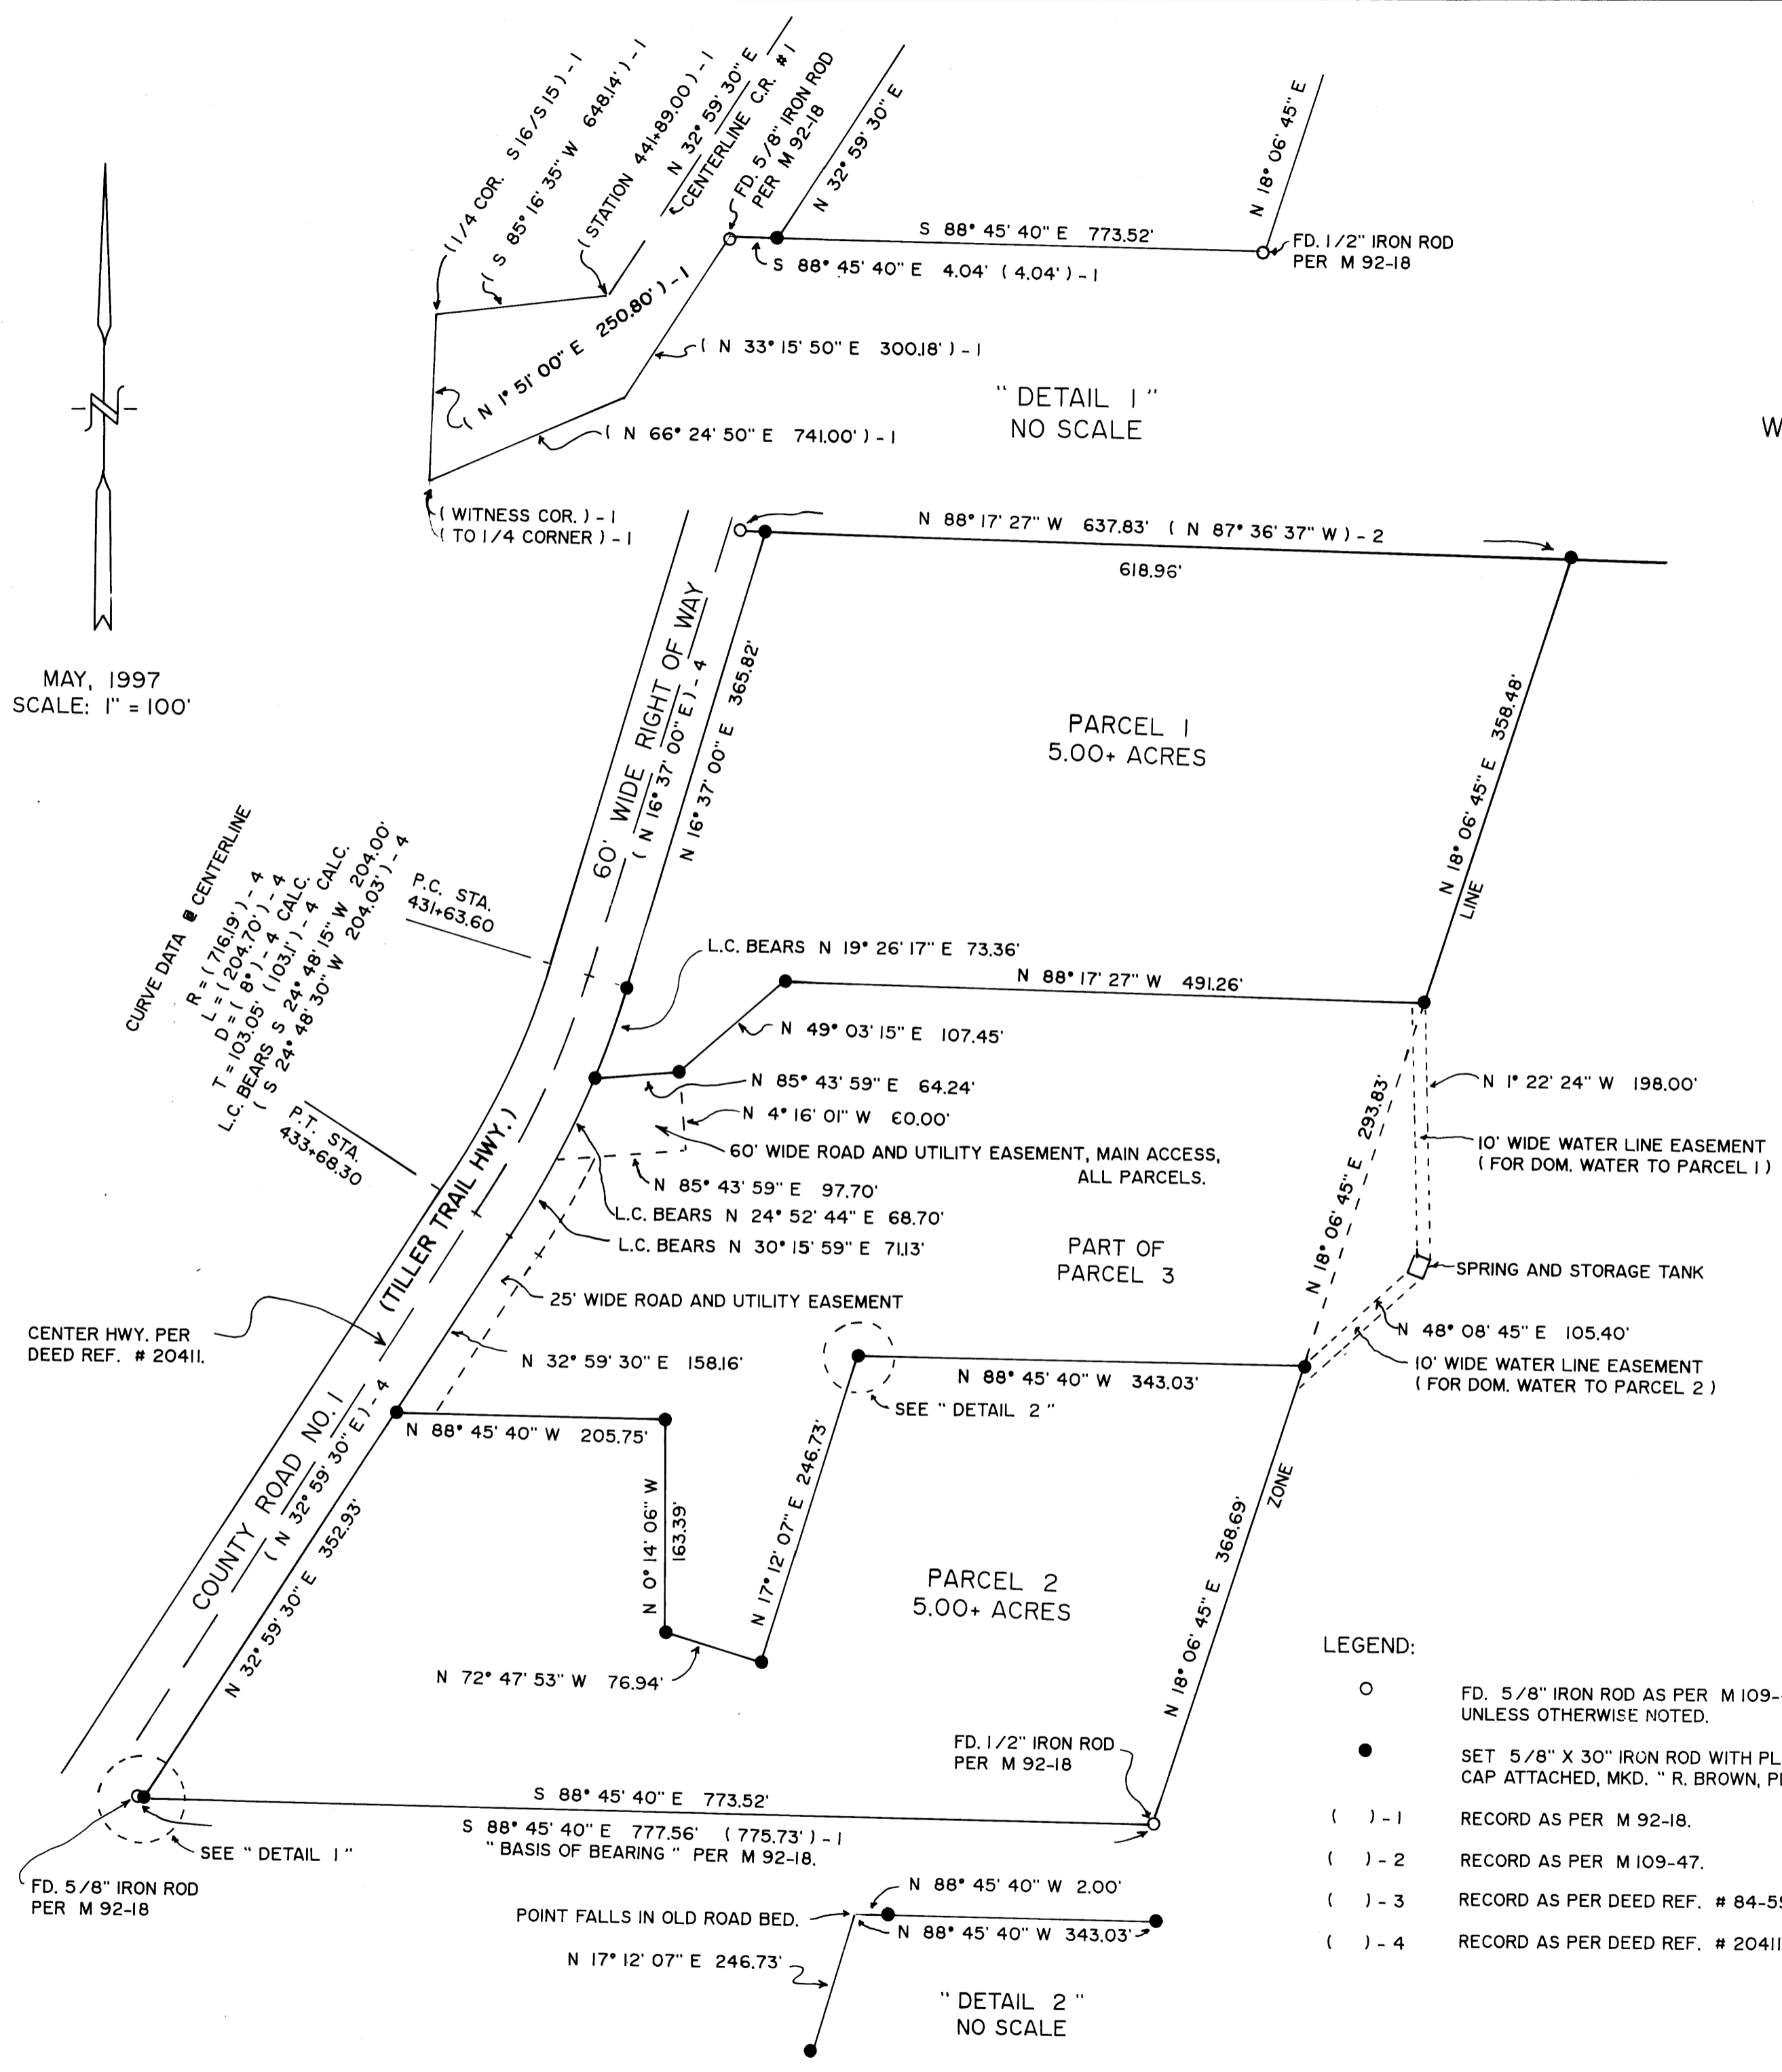 ( 1/4 COR. S 16/S 15 ) - 1
( S 85° 16' 35" W 648.14' ) - 1
( STATION 441+89.00 ) - 1
N 32° 59' 30" E
CENTERLINE C.R. #1
FD. 5/8" IRON ROD
PER M 92-18
N 32° 59' 30" E
N 18° 06' 45" E
S 88° 45' 40" E 773.52'
FD. 1/2" IRON ROD
PER M 92-18
S 88° 45' 40" E 4.04' ( 4.04' ) - 1
( N 1° 51' 00" E 250.80' ) - 1
( N 33° 15' 50" E 300.18' ) - 1
( N 66° 24' 50" E 741.00' ) - 1
( WITNESS COR. ) - 1
( TO 1/4 CORNER ) - 1
" DETAIL 1 "
NO SCALE
W
N
MAY, 1997
SCALE: 1" = 100'
N 88° 17' 27" W 637.83' ( N 87° 36' 37" W ) - 2
618.96'
60' WIDE RIGHT OF WAY
( N 16° 37' 00" E ) - 4
N 16° 37' 00" E 365.82'
PARCEL 1
5.00+ ACRES
N 18° 06' 45" E 358.48'
LINE
CURVE DATA @ CENTERLINE
R = ( 716.19' ) - 4
L = ( 204.70' ) - 4
D = ( 8° ) - 4 CALC.
T = 103.05' (103.11' ) - 4 CALC.
L.C. BEARS S 24° 48' 15" W 204.00'
( S 24° 48' 30" W 204.03' ) - 4
P.C. STA.
431+63.60
P.T. STA.
433+68.30
L.C. BEARS N 19° 26' 17" E 73.36'
N 88° 17' 27" W 491.26'
N 49° 03' 15" E 107.45'
N 85° 43' 59" E 64.24'
N 4° 16' 01" W 60.00'
60' WIDE ROAD AND UTILITY EASEMENT, MAIN ACCESS,
ALL PARCELS.
N 85° 43' 59" E 97.70'
L.C. BEARS N 24° 52' 44" E 68.70'
L.C. BEARS N 30° 15' 59" E 71.13'
N 1° 22' 24" W 198.00'
10' WIDE WATER LINE EASEMENT
( FOR DOM. WATER TO PARCEL 1 )
N 18° 06' 45" E 293.83'
PART OF
PARCEL 3
SPRING AND STORAGE TANK
25' WIDE ROAD AND UTILITY EASEMENT
(TILLER TRAIL HWY.)
CENTER HWY. PER
DEED REF. # 20411.
N 32° 59' 30" E 158.16'
N 48° 08' 45" E 105.40'
10' WIDE WATER LINE EASEMENT
( FOR DOM. WATER TO PARCEL 2 )
N 88° 45' 40" W 343.03'
SEE " DETAIL 2 "
N 88° 45' 40" W 205.75'
COUNTY ROAD NO. 1
( N 32° 59' 30" E ) - 4
N 32° 59' 30" E 352.93'
N 0° 14' 06" W
163.39'
N 17° 12' 07" E 246.73'
ZONE
N 18° 06' 45" E 368.69'
PARCEL 2
5.00+ ACRES
N 72° 47' 53" W 76.94'
FD. 1/2" IRON ROD
PER M 92-18
S 88° 45' 40" E 773.52'
S 88° 45' 40" E 777.56' ( 775.73' ) - 1
" BASIS OF BEARING " PER M 92-18.
SEE " DETAIL 1 "
FD. 5/8" IRON ROD
PER M 92-18
LEGEND:
FD. 5/8" IRON ROD AS PER M 109-
UNLESS OTHERWISE NOTED.
SET 5/8" X 30" IRON ROD WITH PL
CAP ATTACHED, MKD. " R. BROWN, P
( ) - 1 RECORD AS PER M 92-18.
( ) - 2 RECORD AS PER M 109-47.
( ) - 3 RECORD AS PER DEED REF. # 84-5
( ) - 4 RECORD AS PER DEED REF. # 20411
N 88° 45' 40" W 2.00'
POINT FALLS IN OLD ROAD BED.
N 88° 45' 40" W 343.03'
N 17° 12' 07" E 246.73'
" DETAIL 2 "
NO SCALE